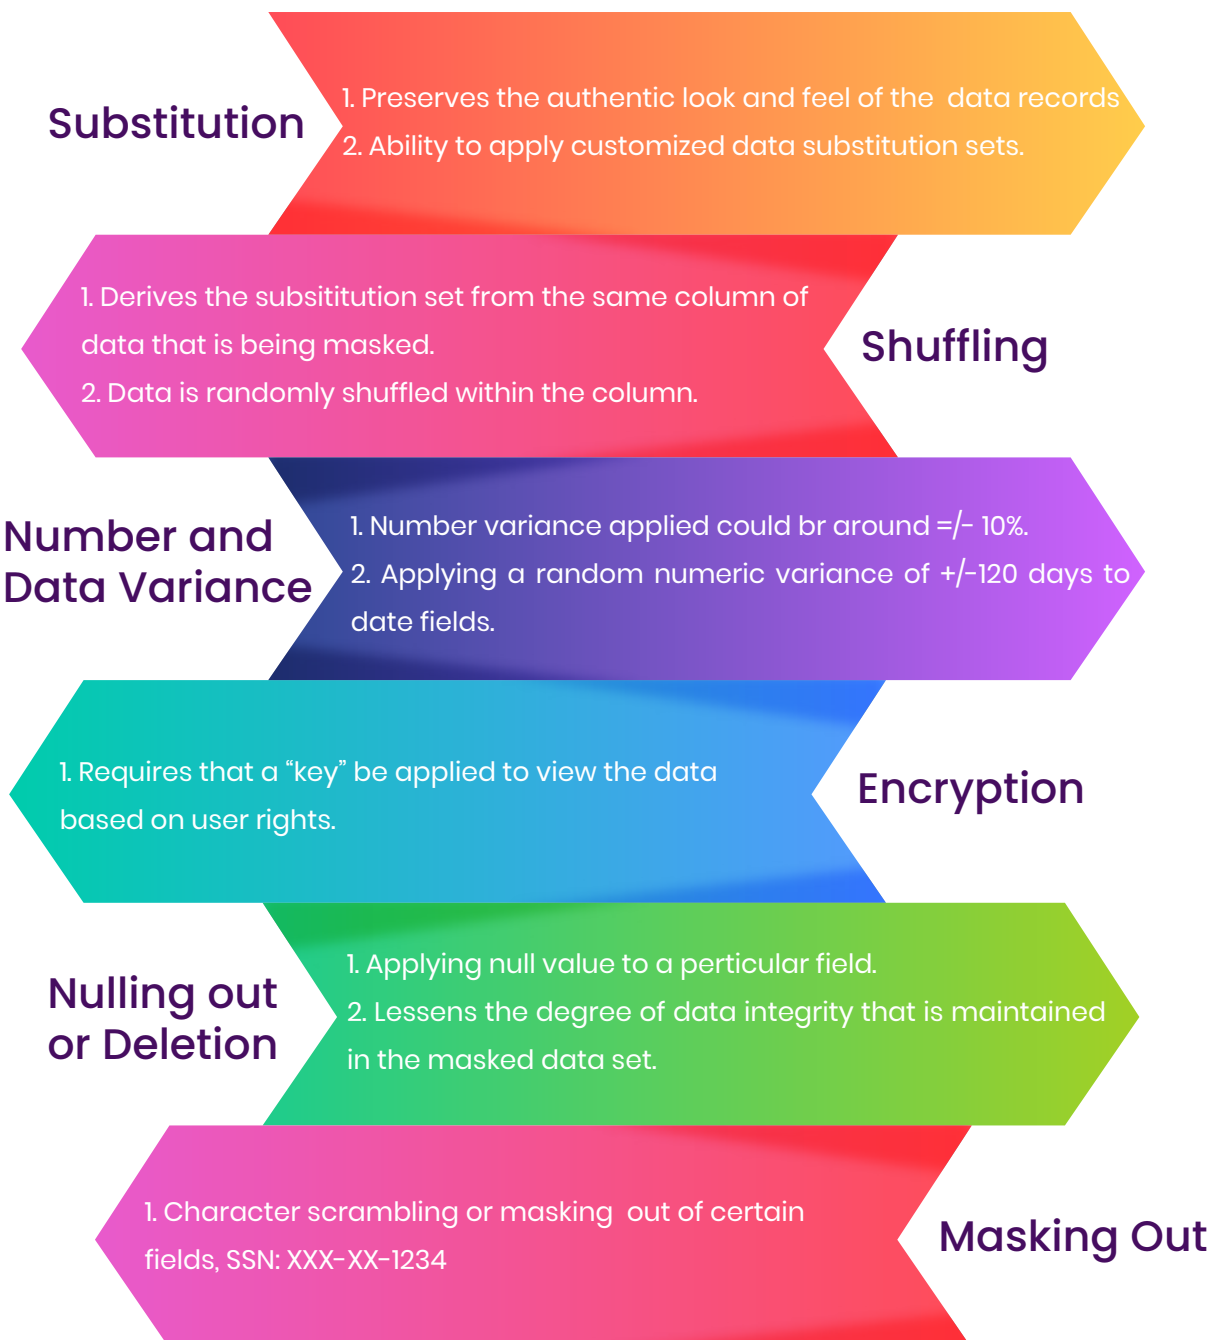 Substitution
1. Preserves the authentic look and feel of the data records
2. Ability to apply customized data substitution sets.
1. Derives the subsititution set from the same column of
data that is being masked.
2. Data is randomly shuffled within the column.
Shuffling
Number and
Data Variance
1. Number variance applied could br around =/- 10%.
2. Applying a random numeric variance of +/-120 days to
date fields.
1. Requires that a “key” be applied to view the data
based on user rights.
Encryption
Nulling out
or Deletion
1. Applying null value to a perticular field.
2. Lessens the degree of data integrity that is maintained
in the masked data set.
1. Character scrambling or masking out of certain
fields, SSN: XXX-XX-1234
Masking Out